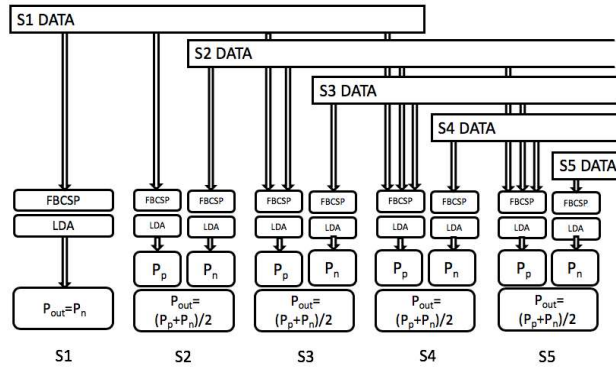 S1 DATA
S2 DATA
S3 DATA
S4 DATA
S5 DATA
FBCSP FBCSP FBCSP FBCSP FBCSP FBCSP FBCSP FBCSP FBCSP
LDA LDA LDA LDA LDA LDA LDA LDA LDA
Pp Pn Pp Pn Pp Pn Pp Pn
Pout=Pn Pout= Pout= Pout= Pout=
(Pp+Pn)/2 (Pp+Pn)/2 (Pp+Pn)/2 (Pp+Pn)/2
S1 S2 S3 S4 S5